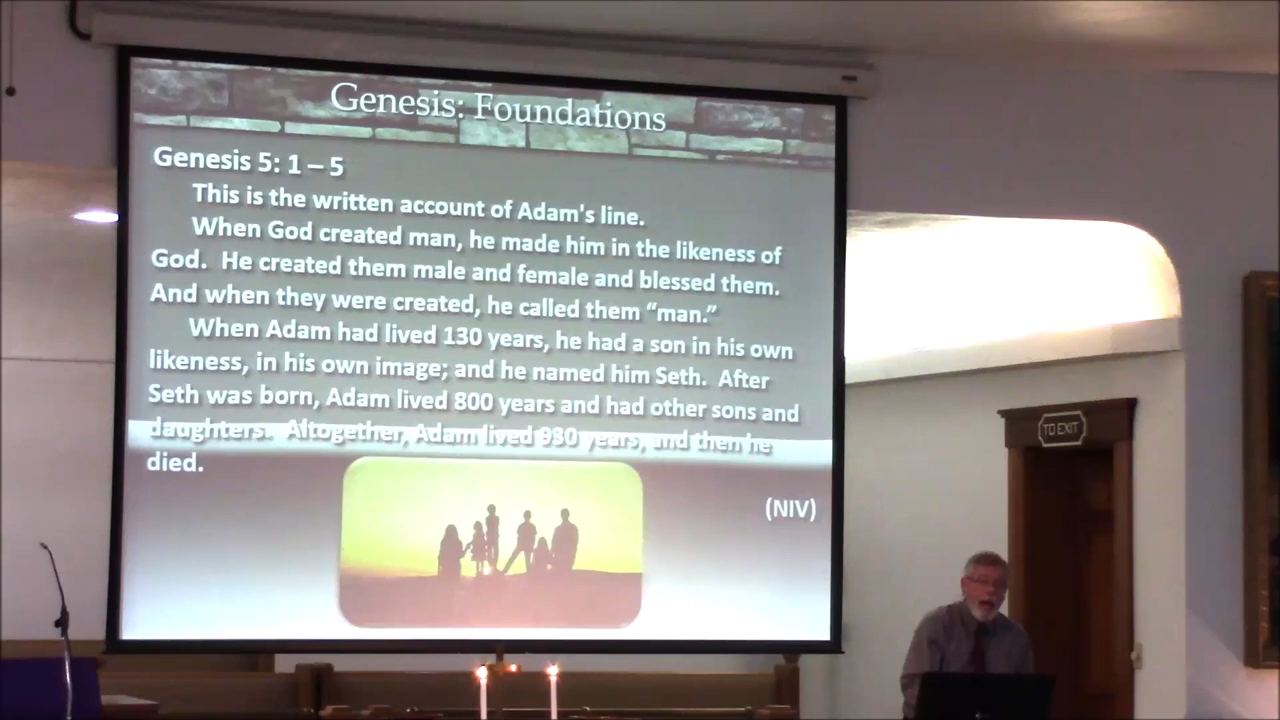 Genesis: Foundations
Genesis 5: 1 – 5
This is the written account of Adam's line.
When God created man, he made him in the likeness of
God.  He created them male and female and blessed them.
And when they were created, he called them “man.”
When Adam had lived 130 years, he had a son in his own
likeness, in his own image; and he named him Seth.  After
Seth was born, Adam lived 800 years and had other sons and
daughters.  Altogether, Adam lived 930 years, and then he
died.
(NIV)
TO EXIT